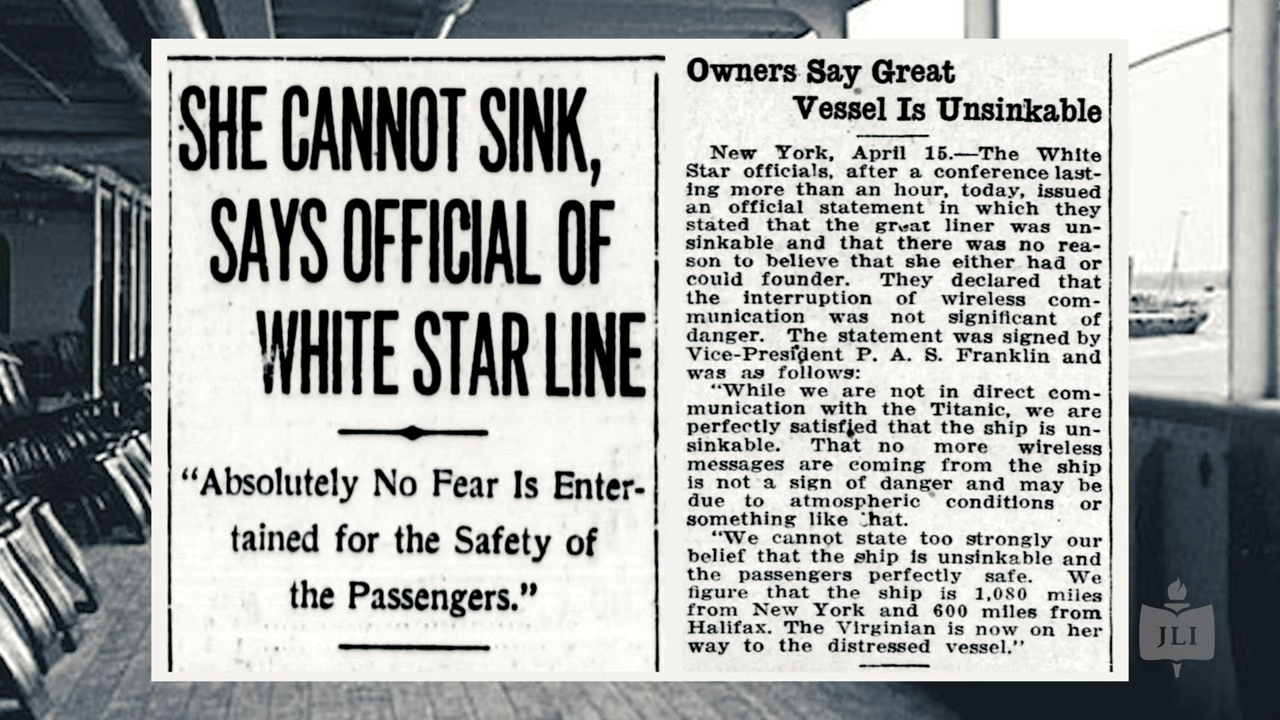 SHE CANNOT SINK,
SAYS OFFICIAL OF
WHITE STAR LINE
“Absolutely No Fear Is Enter-
tained for the Safety of
the Passengers.”
Owners Say Great
Vessel Is Unsinkable
New York, April 15.—The White
Star officials, after a conference last-
ing more than an hour, today, issued
an official statement in which they
stated that the great liner was un-
sinkable and that there was no rea-
son to believe that she either had or
could founder. They declared that
the interruption of wireless com-
munication was not significant of
danger. The statement was signed by
Vice-President P. A. S. Franklin and
was as follows:
“While we are not in direct com-
munication with the Titanic, we are
perfectly satisfied that the ship is un-
sinkable. That no more wireless
messages are coming from the ship
is not a sign of danger and may be
due to atmospheric conditions or
something like that.
“We cannot state too strongly our
belief that the ship is unsinkable and
the passengers perfectly safe. We
figure that the ship is 1,080 miles
from New York and 600 miles from
Halifax. The Virginian is now on her
way to the distressed vessel.”
JLI